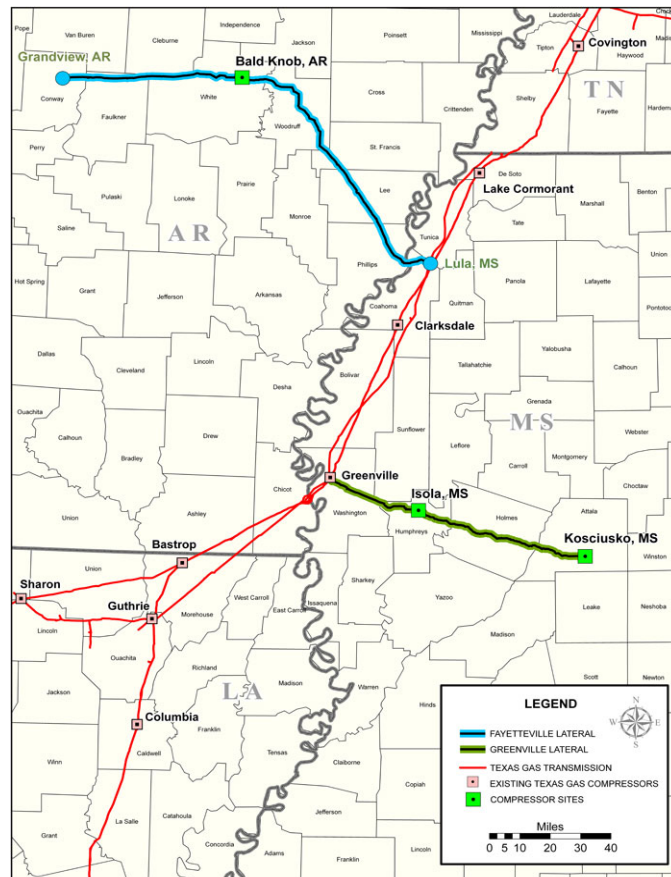 Pope
Van Buren
Cleburne
Independence
Jackson
Poinsett
Mississippi
Lauderdale
Tipton
Haywood
Covington
Grandview, AR
Bald Knob, AR
Conway
Faulkner
White
Woodruff
Cross
Crittenden
Shelby
Fayette
TN
Perry
St. Francis
Pulaski
Lonoke
Prairie
Lee
De Soto
Marshall
Benton
Lake Cormorant
Saline
AR
Monroe
Tunica
Tate
Hot Spring
Grant
Jefferson
Arkansas
Phillips
Lula, MS
Panola
Lafayette
Quitman
Coahoma
Clarksdale
Dallas
Cleveland
Lincoln
Desha
Bolivar
Tallahatchie
Yalobusha
Calhoun
Ouachita
Calhoun
Drew
Sunflower
Grenada
MS
Leflore
Webster
Bradley
Carroll
Montgomery
Choctaw
Greenville
Union
Ashley
Chicot
Washington
Isola, MS
Humphreys
Holmes
Attala
Kosciusko, MS
Winston
Bastrop
Union
Sharon
Guthrie
Morehouse
West Carroll
East Carroll
Issaquena
Sharkey
Yazoo
Leake
Neshoba
Lincoln
Ouachita
Richland
Madison
Madison
Scott
Newton
Jackson
LA
Warren
Hinds
Columbia
Franklin
Caldwell
Tensas
Claiborne
Winn
Copiah
La Salle
Catahoula
Jefferson
Grant
Concordia
Adams
Franklin
Lincoln
LEGEND
N
W
E
S
FAYETTEVILLE LATERAL
GREENVILLE LATERAL
TEXAS GAS TRANSMISSION
EXISTING TEXAS GAS COMPRESSORS
COMPRESSOR SITES
Miles
0 5 10 20 30 40